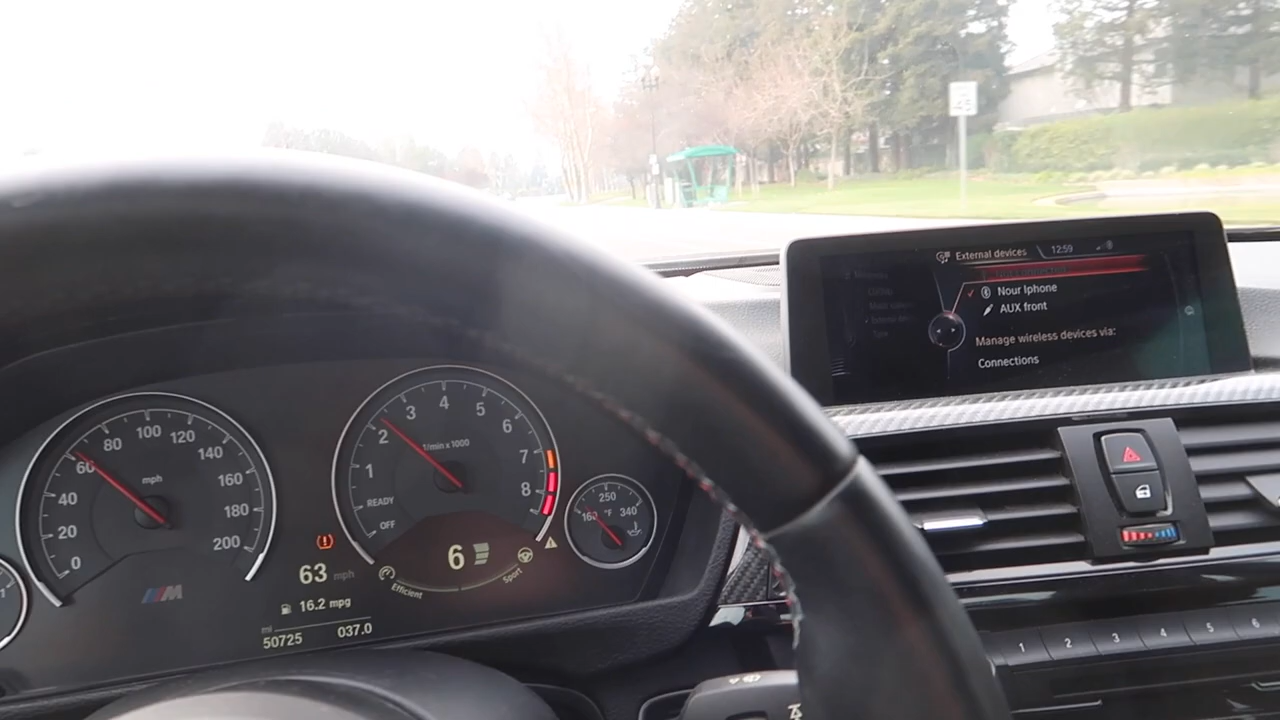 45
External devices
12:59
Nour Iphone
AUX front
Manage wireless devices via:
Connections
0
20
40
60
80
100
120
140
160
180
200
mph
M
63 mph
16.2 mpg
mi
50725 037.0
OFF
READY
1
2
3
4
5
6
7
8
1/min x 1000
6
Efficient
Sport
160
250
340
°F
1 2 3 4 5 6